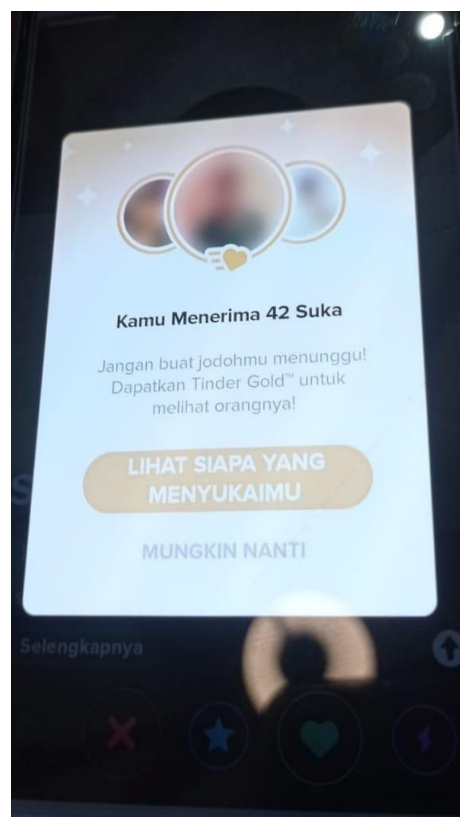 Kamu Menerima 42 Suka
Jangan buat jodohmu menunggu!
Dapatkan Tinder Gold™ untuk
melihat orangnya!
LIHAT SIAPA YANG
MENYUKAIMU
MUNGKIN NANTI
Selengkapnya